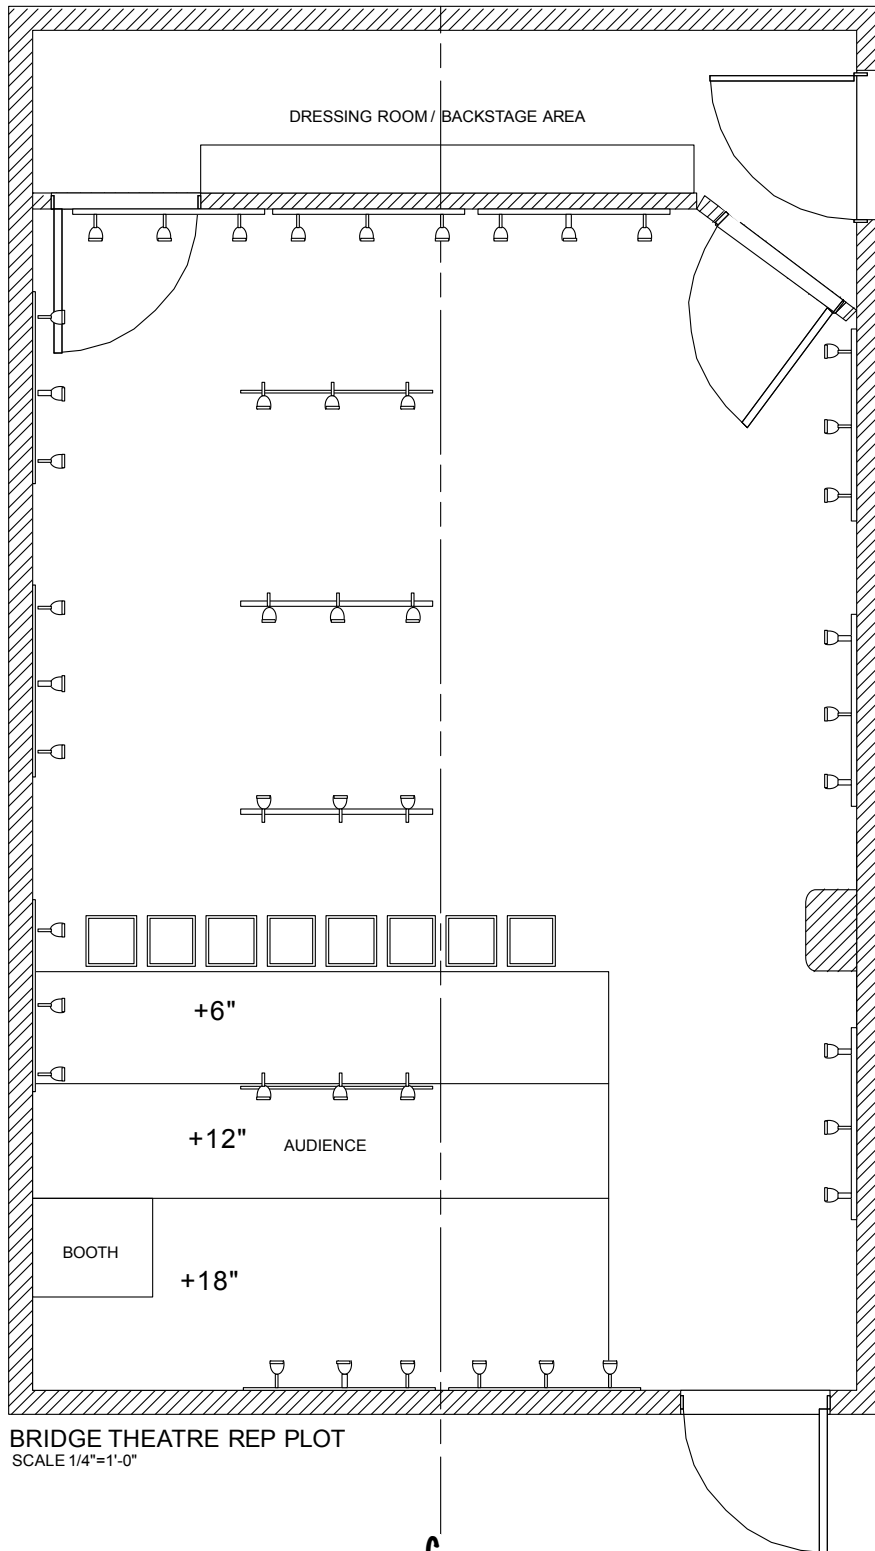 DRESSING ROOM / BACKSTAGE AREA
+6"
+12"
AUDIENCE
BOOTH
+18"
BRIDGE THEATRE REP PLOT
SCALE 1/4"=1'-0"